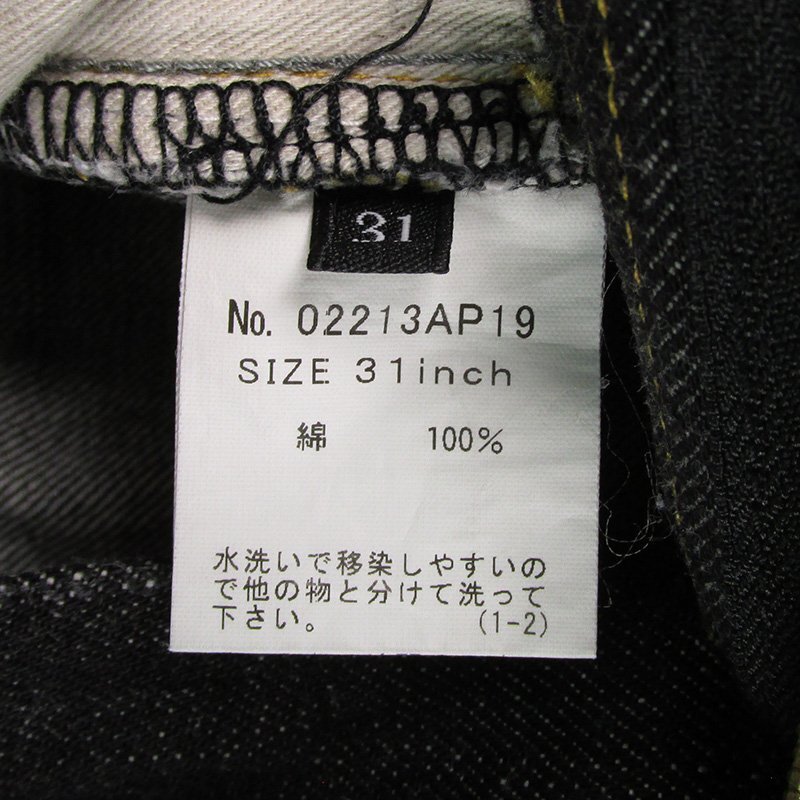 31
No. 02213AP19
SIZE 31inch
綿 100%
水洗いで移染しやすいの
で他の物と分けて洗って
下さい。 (1-2)